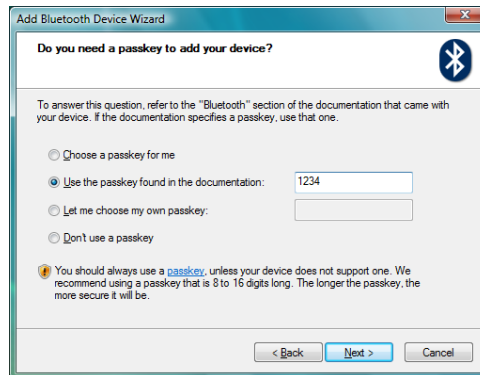 Add Bluetooth Device Wizard
Do you need a passkey to add your device?
To answer this question, refer to the "Bluetooth" section of the documentation that came with
your device. If the documentation specifies a passkey, use that one.
Choose a passkey for me
Use the passkey found in the documentation: 1234
Let me choose my own passkey:
Don't use a passkey
You should always use a passkey, unless your device does not support one. We
recommend using a passkey that is 8 to 16 digits long. The longer the passkey, the
more secure it will be.
< Back Next > Cancel